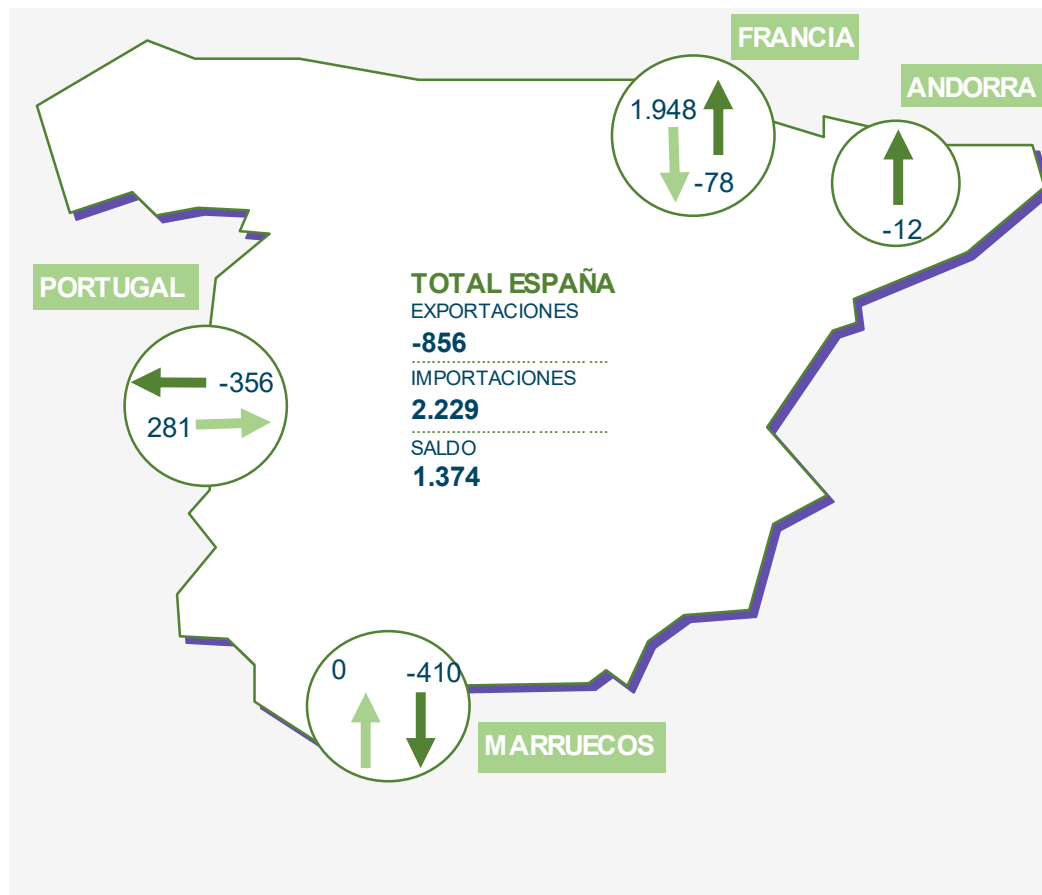 FRANCIA
ANDORRA
1.948
-78
-12
PORTUGAL
TOTAL ESPAÑA
EXPORTACIONES
-856
IMPORTACIONES
2.229
SALDO
1.374
-356
281
0
-410
MARRUECOS